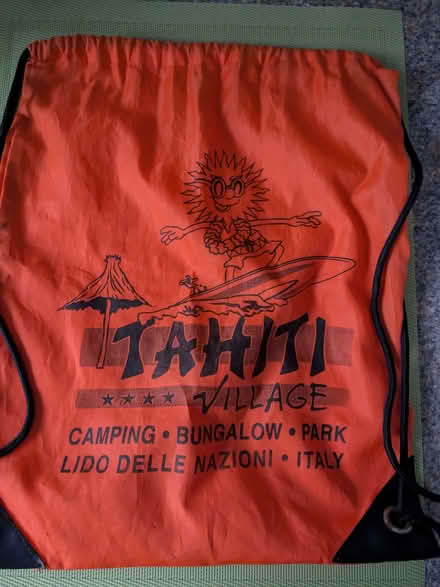 TAHITI
★★★★ VILLAGE
CAMPING • BUNGALOW • PARK
LIDO DELLE NAZIONI • ITALY